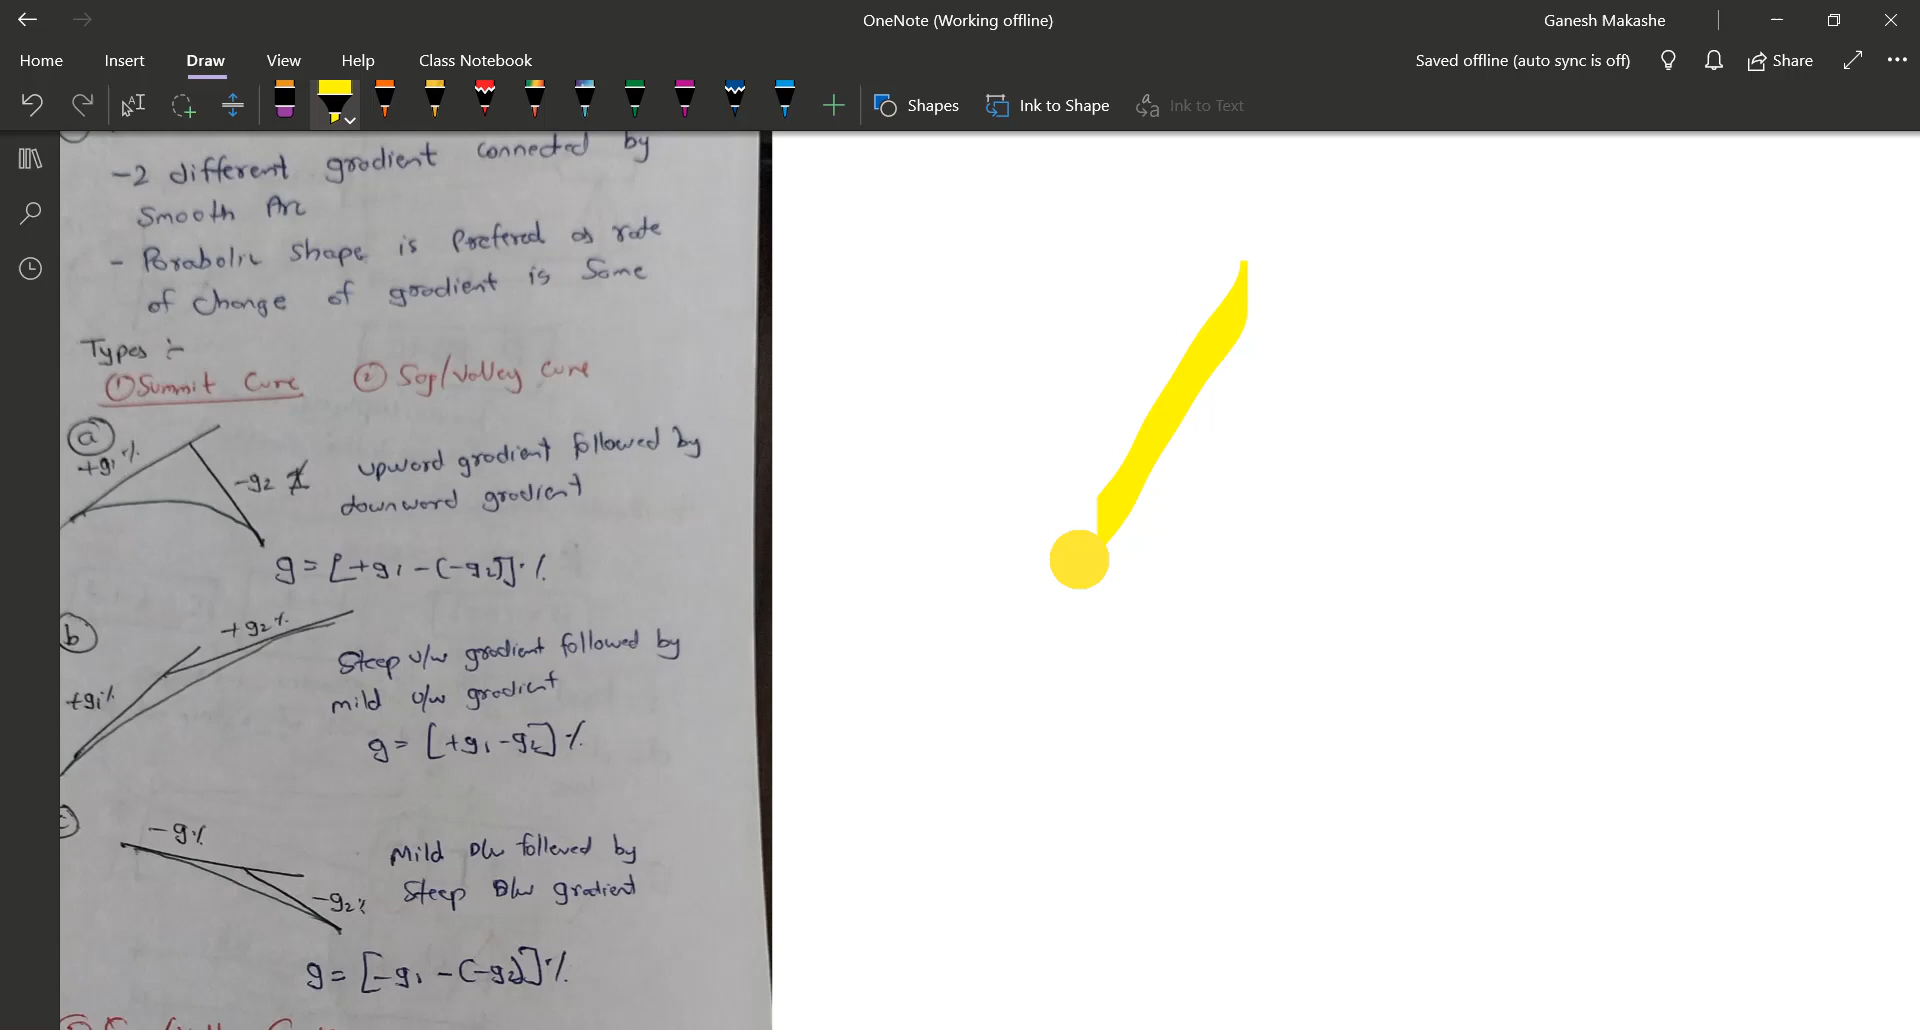 OneNote (Working offline)
Ganesh Makashe
Home Insert Draw View Help Class Notebook
Saved offline (auto sync is off)
Share
Shapes
Ink to Shape
Ink to Text
-2 different gradient connected by
Smooth Arc
- Parabolic shape is Prefered as rate
of change of gradient is Same
Types :-
① Summit Curve ② Sag/Valley Curve
a
+g₁ %
-g₂ %
upward gradient followed by
downward gradient
g = [+g₁ - (-g₂)] %
b
+g₂ %
+g₁ %
Steep u/w gradient followed by
mild u/w gradient
g = [+g₁ - g₂] %
c
-g %
-g₂ %
Mild D/w followed by
Steep D/w gradient
g = [-g₁ - (-g₂)] %